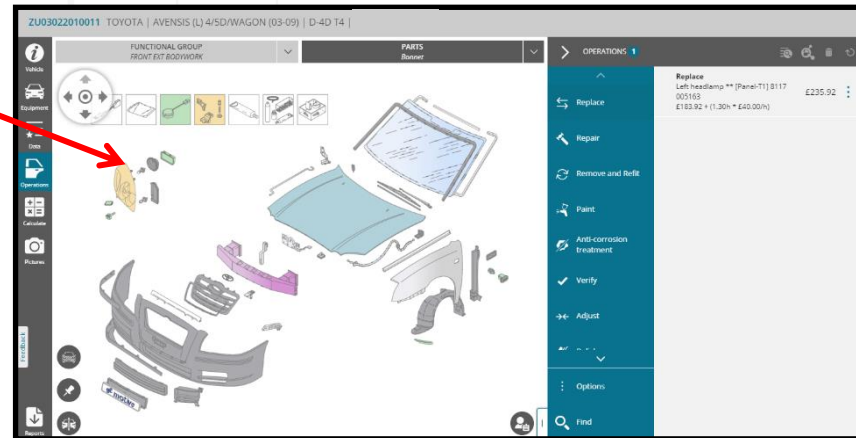 ZU03022010011 TOYOTA | AVENSIS (L) 4/5D/WAGON (03-09) | D-4D T4 |
FUNCTIONAL GROUP
FRONT EXT BODYWORK
PARTS
Bonnet
OPERATIONS 1
Vehicle
Equipment
Data
Operations
Calculate
Pictures
Feedback
Reports
Replace
Repair
Remove and Refit
Paint
Anti-corrosion
treatment
Verify
Adjust
Options
Find
Replace
Left headlamp ** [Panel-T1] 8117
005163
£183.92 + (1.30h * £40.00/h)
£235.92
motive